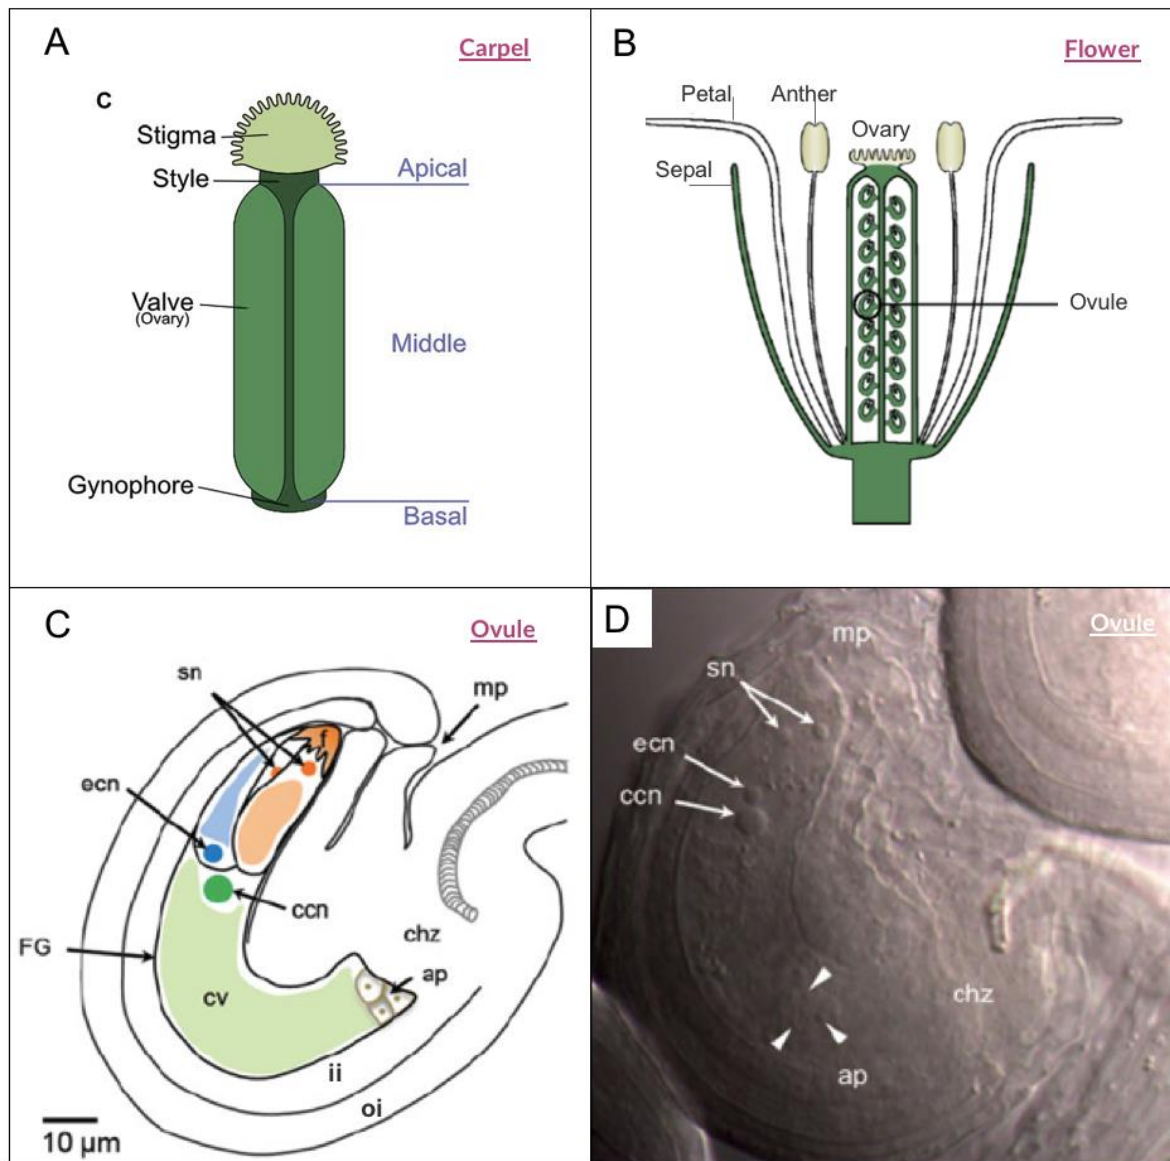 A
Carpel
c
Stigma
Style
Apical
Valve
(Ovary)
Middle
Gynophore
Basal
B
Flower
Petal
Anther
Ovary
Sepal
Ovule
C
Ovule
sn
mp
f
ecn
ccn
FG
chz
ap
cv
ii
oi
10 µm
D
Ovule
mp
sn
ecn
ccn
chz
ap